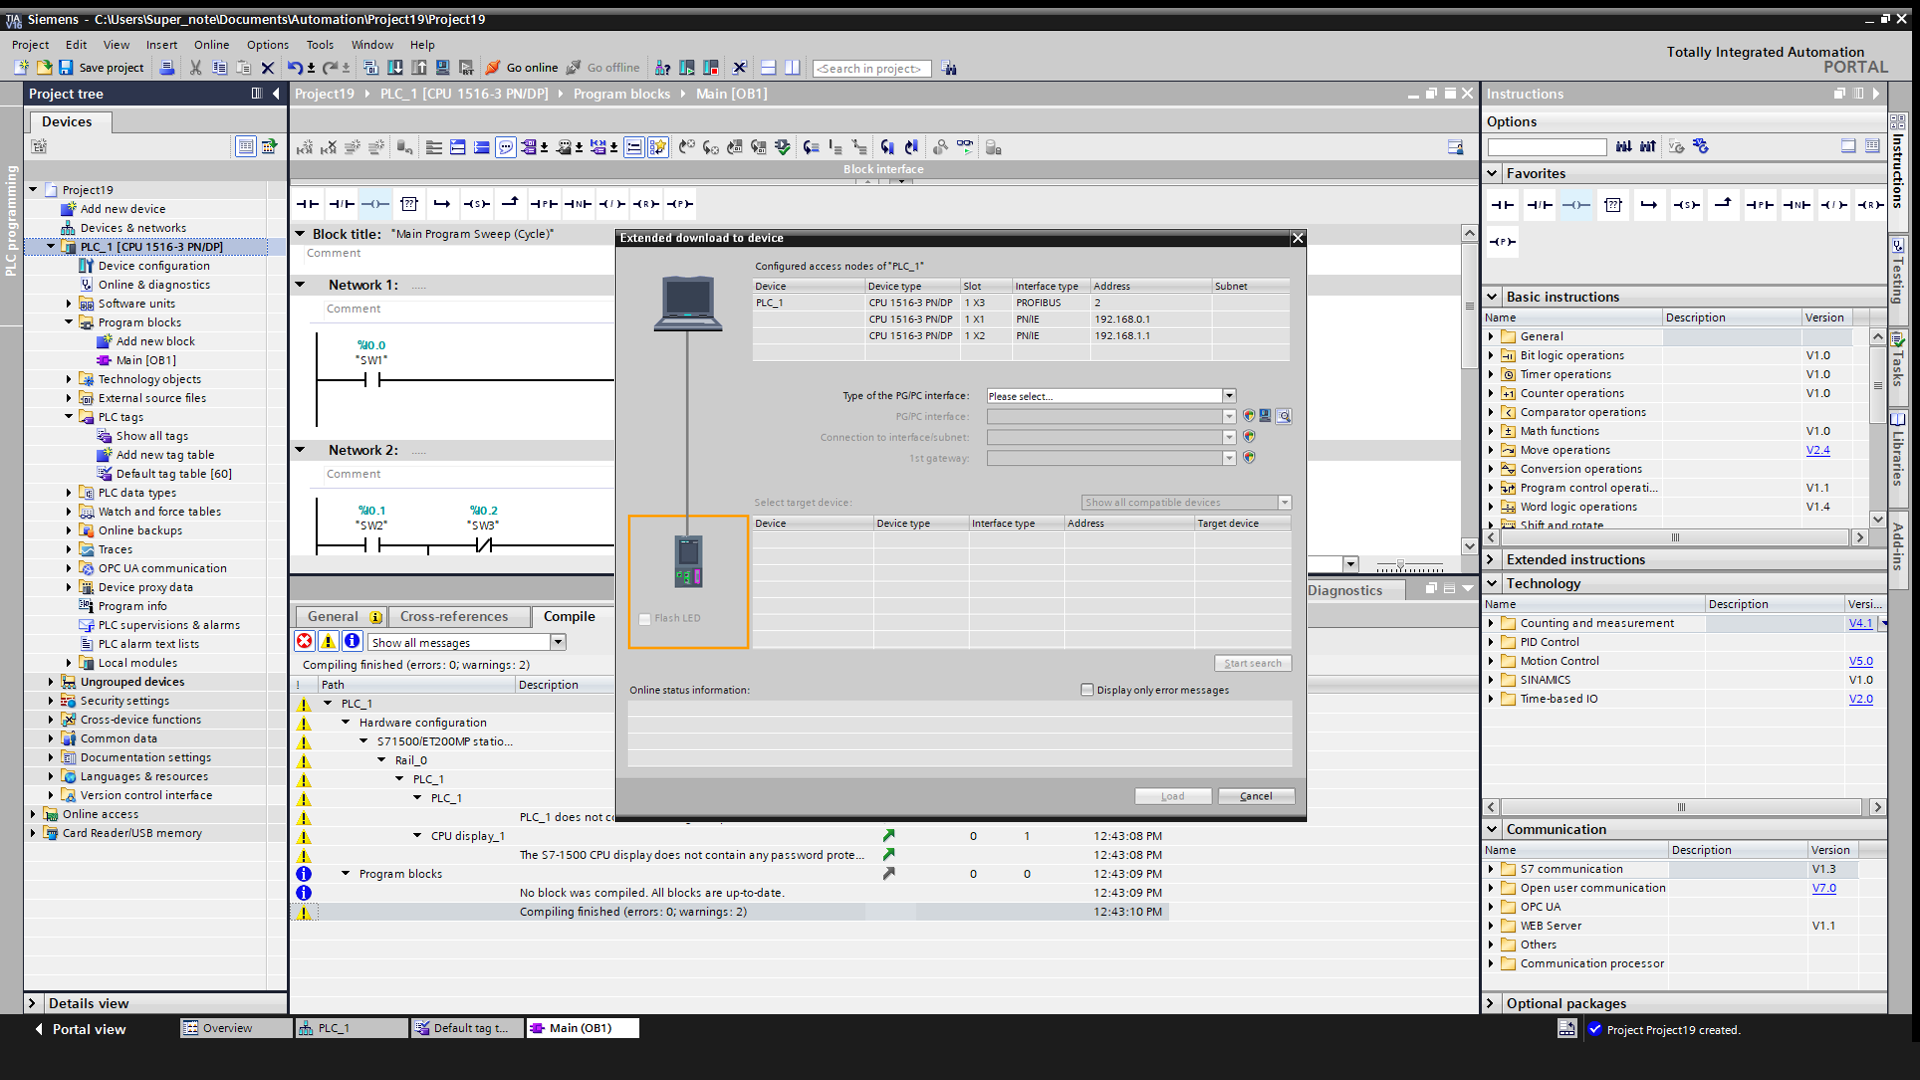 Siemens - C:\Users\Super_note\Documents\Automation\Project19\Project19
Project Edit View Insert Online Options Tools Window Help
Totally Integrated Automation
PORTAL
Save project Go online Go offline <Search in project>
Project tree
Project19 PLC_1 [CPU 1516-3 PN/DP] Program blocks Main [OB1]
Instructions
Devices
Options
Block interface
Favorites
PLC programming
Project19
Add new device
Devices & networks
PLC_1 [CPU 1516-3 PN/DP]
Device configuration
Online & diagnostics
Software units
Program blocks
Add new block
Main [OB1]
Technology objects
External source files
PLC tags
Show all tags
Add new tag table
Default tag table [60]
PLC data types
Watch and force tables
Online backups
Traces
OPC UA communication
Device proxy data
Program info
PLC supervisions & alarms
PLC alarm text lists
Local modules
Ungrouped devices
Security settings
Cross-device functions
Common data
Documentation settings
Languages & resources
Version control interface
Online access
Card Reader/USB memory
Details view
Block title: "Main Program Sweep (Cycle)"
Comment
Network 1: .....
Comment
%I0.0
"SW1"
Network 2: .....
Comment
%I0.1 %I0.2
"SW2" "SW3"
Extended download to device
Configured access nodes of "PLC_1"
Device Device type Slot Interface type Address Subnet
PLC_1 CPU 1516-3 PN/DP 1 X3 PROFIBUS 2
CPU 1516-3 PN/DP 1 X1 PN/IE 192.168.0.1
CPU 1516-3 PN/DP 1 X2 PN/IE 192.168.1.1
Type of the PG/PC interface: Please select...
PG/PC interface:
Connection to interface/subnet:
1st gateway:
Select target device: Show all compatible devices
Device Device type Interface type Address Target device
Flash LED
Start search
Online status information: Display only error messages
Load Cancel
Diagnostics
General Cross-references Compile
Show all messages
Compiling finished (errors: 0; warnings: 2)
! Path Description
PLC_1
Hardware configuration
S71500/ET200MP statio...
Rail_0
PLC_1
PLC_1
PLC_1 does not
CPU display_1 0 1 12:43:08 PM
The S7-1500 CPU display does not contain any password prote... 12:43:08 PM
Program blocks 0 0 12:43:09 PM
No block was compiled. All blocks are up-to-date. 12:43:09 PM
Compiling finished (errors: 0; warnings: 2) 12:43:10 PM
Basic instructions
Name Description Version
General
Bit logic operations V1.0
Timer operations V1.0
Counter operations V1.0
Comparator operations
Math functions V1.0
Move operations V2.4
Conversion operations
Program control operati... V1.1
Word logic operations V1.4
Shift and rotate
Extended instructions
Technology
Name Description Versi...
Counting and measurement V4.1
PID Control
Motion Control V5.0
SINAMICS V1.0
Time-based IO V2.0
Communication
Name Description Version
S7 communication V1.3
Open user communication V7.0
OPC UA
WEB Server V1.1
Others
Communication processor
Optional packages
Instructions
Testing
Tasks
Libraries
Add-ins
Portal view Overview PLC_1 Default tag t... Main (OB1) Project Project19 created.